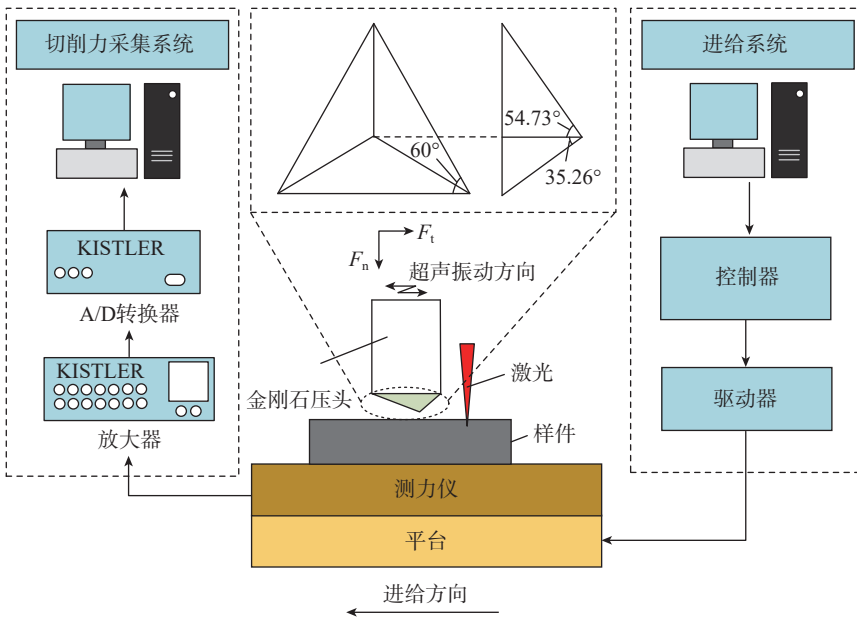 切削力采集系统
KISTLER
A/D转换器
KISTLER
放大器
60°
54.73°
35.26°
Ft
Fn
超声振动方向
金刚石压头
激光
样件
测力仪
平台
进给方向
进给系统
控制器
驱动器